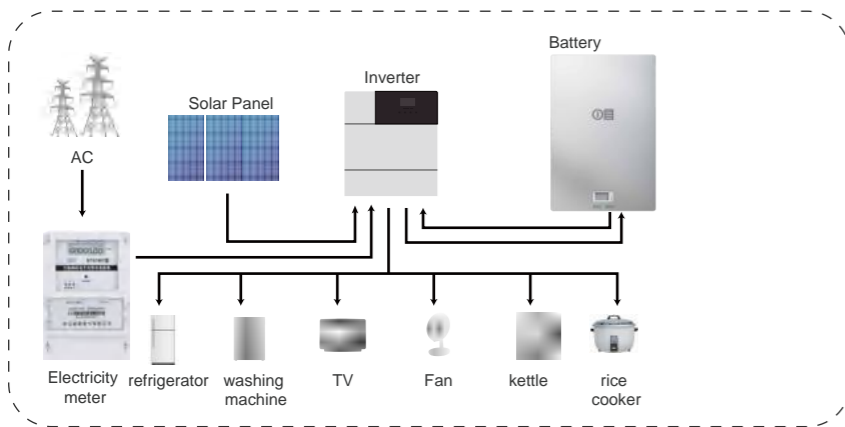 Battery
Inverter
Solar Panel
AC
Electricity
meter
refrigerator
washing
machine
TV
Fan
kettle
rice
cooker